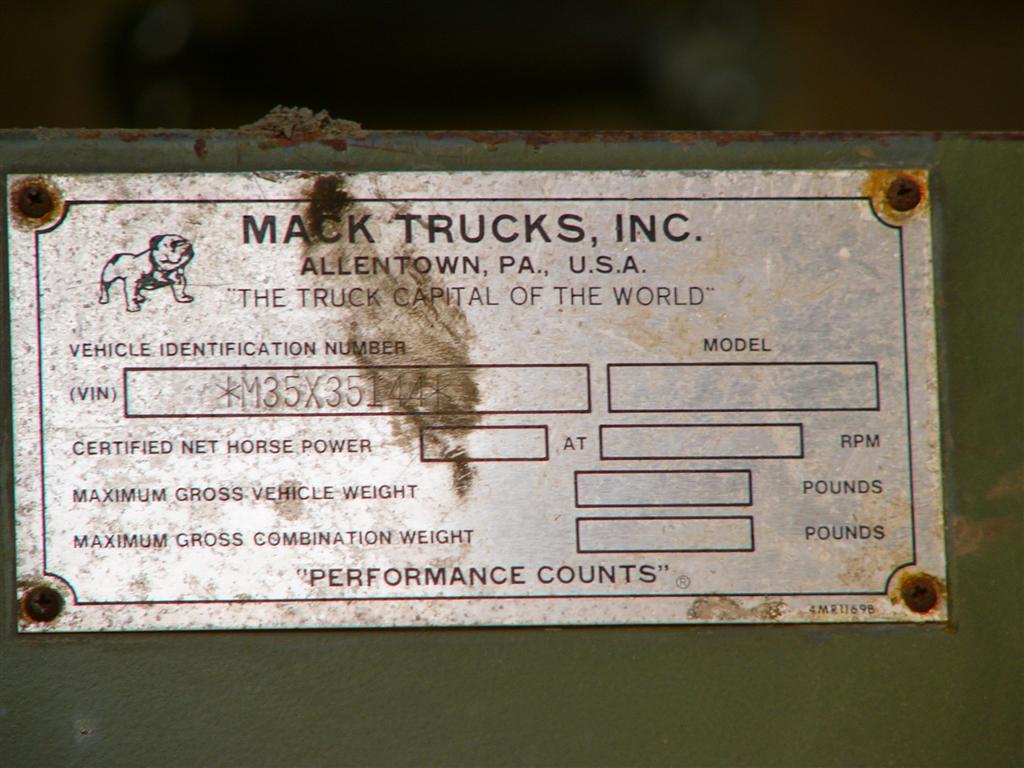 MACK TRUCKS, INC.
ALLENTOWN, PA., U.S.A.
"THE TRUCK CAPITAL OF THE WORLD"
VEHICLE IDENTIFICATION NUMBER MODEL
(VIN) *M35X35144*
CERTIFIED NET HORSE POWER AT RPM
MAXIMUM GROSS VEHICLE WEIGHT POUNDS
MAXIMUM GROSS COMBINATION WEIGHT POUNDS
"PERFORMANCE COUNTS" ®
4MR1169B